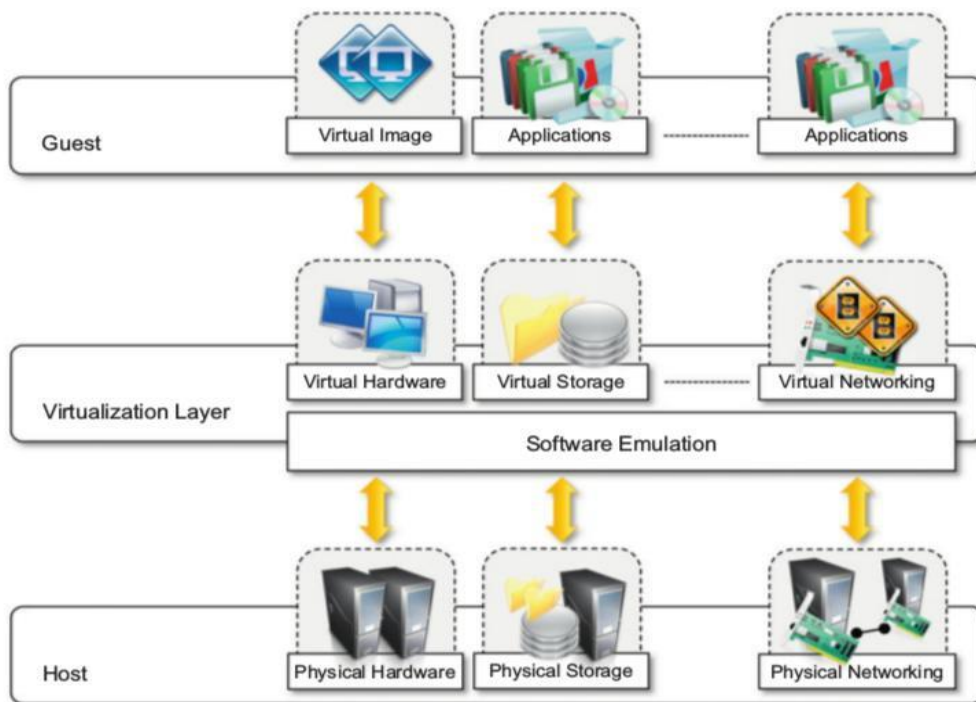 Virtual Image
Applications
Applications
Guest
Virtual Hardware
Virtual Storage
Virtual Networking
Virtualization Layer
Software Emulation
Physical Hardware
Physical Storage
Physical Networking
Host